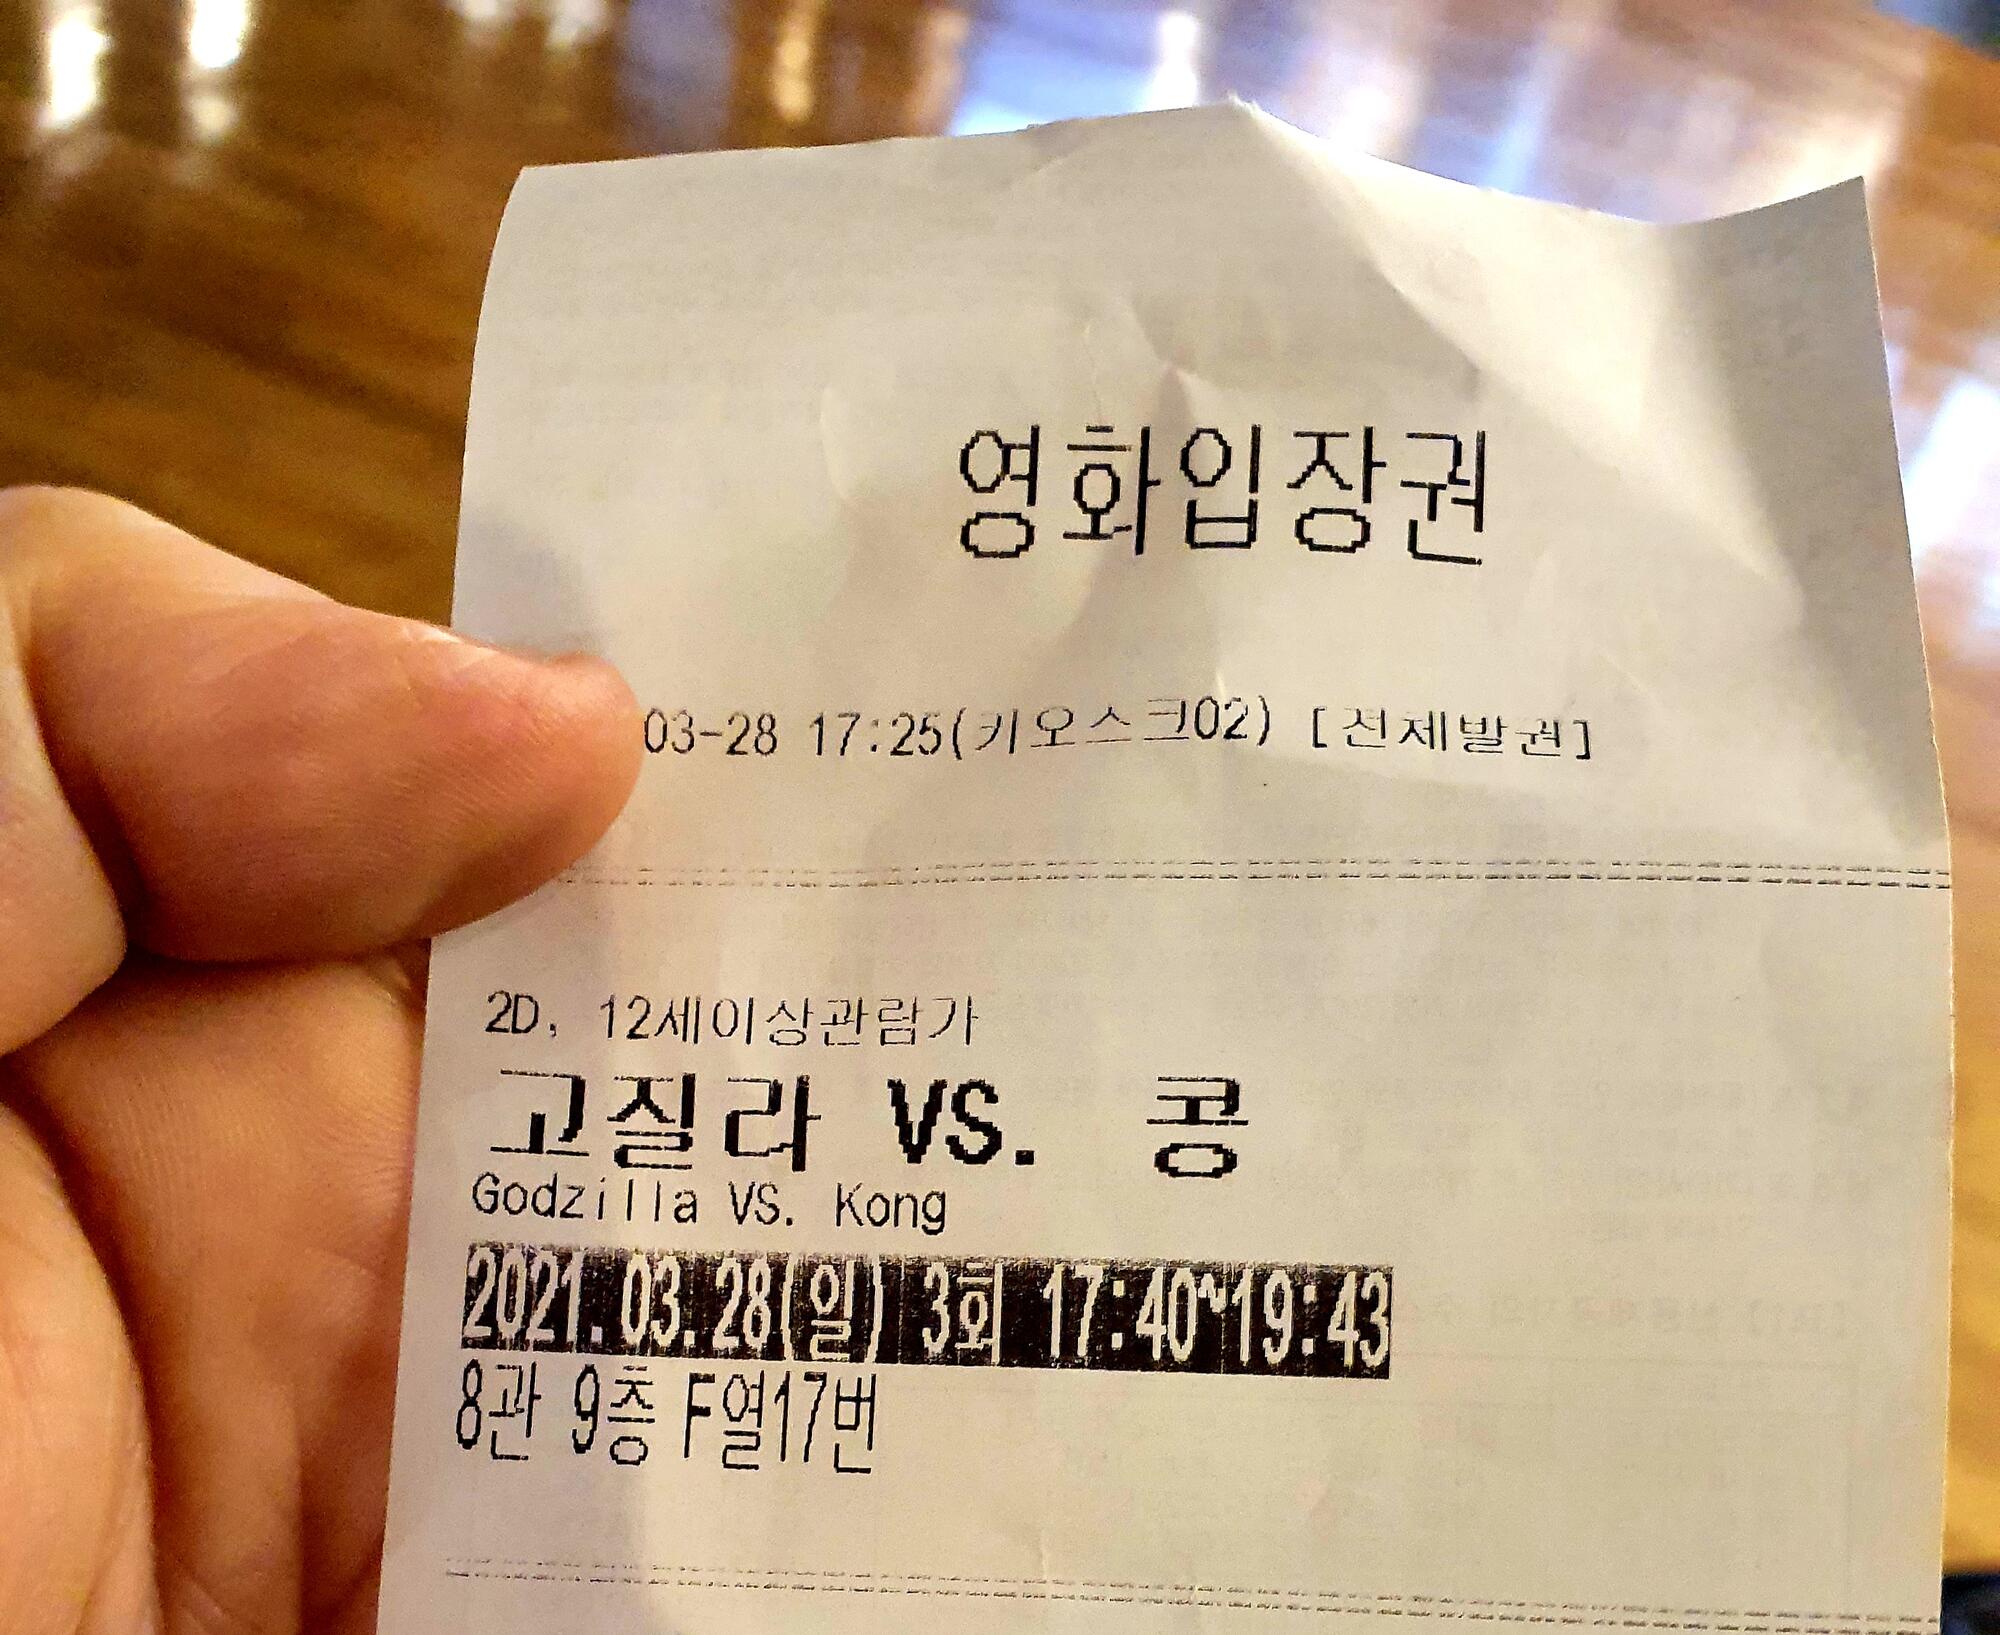 영화입장권
03-28 17:25(키오스크02) [전체발권]
2D, 12세이상관람가
고질라 VS. 콩
Godzilla VS. Kong
2021.03.28(일) 3회 17:40~19:43
8관 9층 F열17번